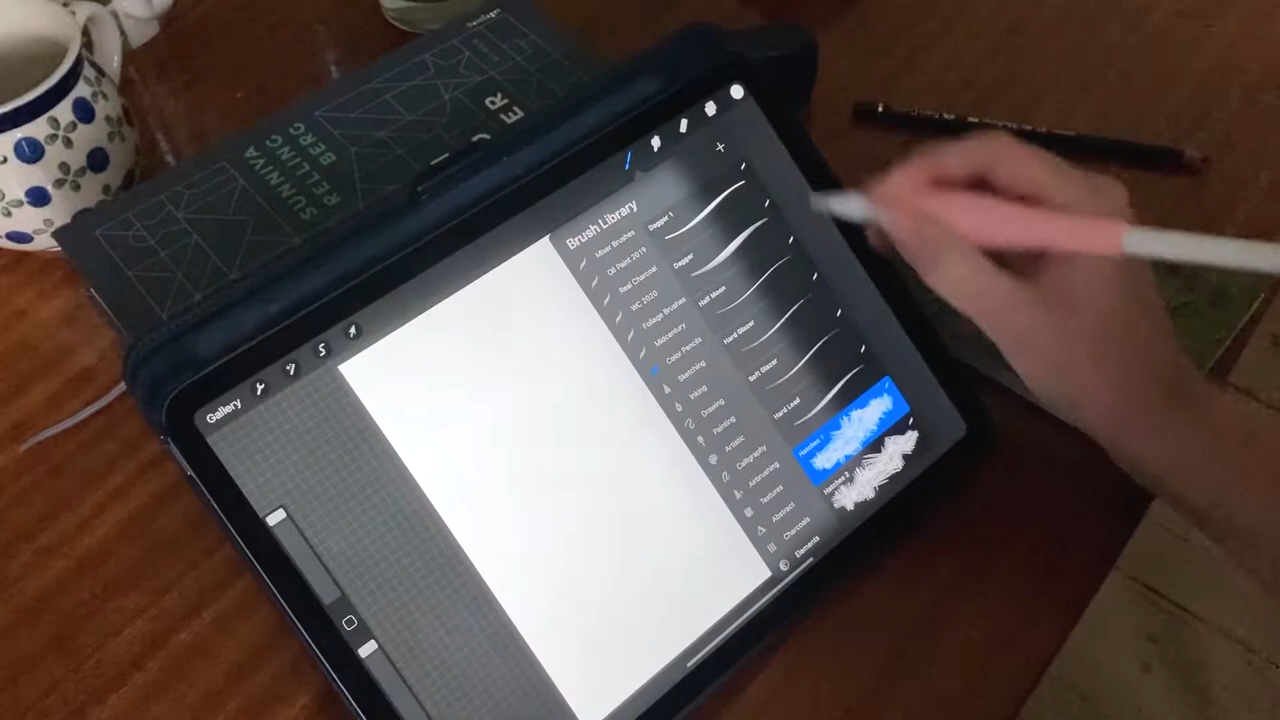 SUNNIVA
RELLING
BERG
ER
Gallery
Brush Library
Mixer Brushes
Oil Paint 2019
Real Charcoal
WC 2020
Foliage Brushes
Midcentury
Color Pencils
Sketching
Inking
Drawing
Painting
Artistic
Calligraphy
Airbrushing
Textures
Abstract
Charcoals
Elements
Dagger 1
Dagger
Half Moon
Hard Glazer
Soft Glazer
Hard Lead
Hatches 1
Hatches 2